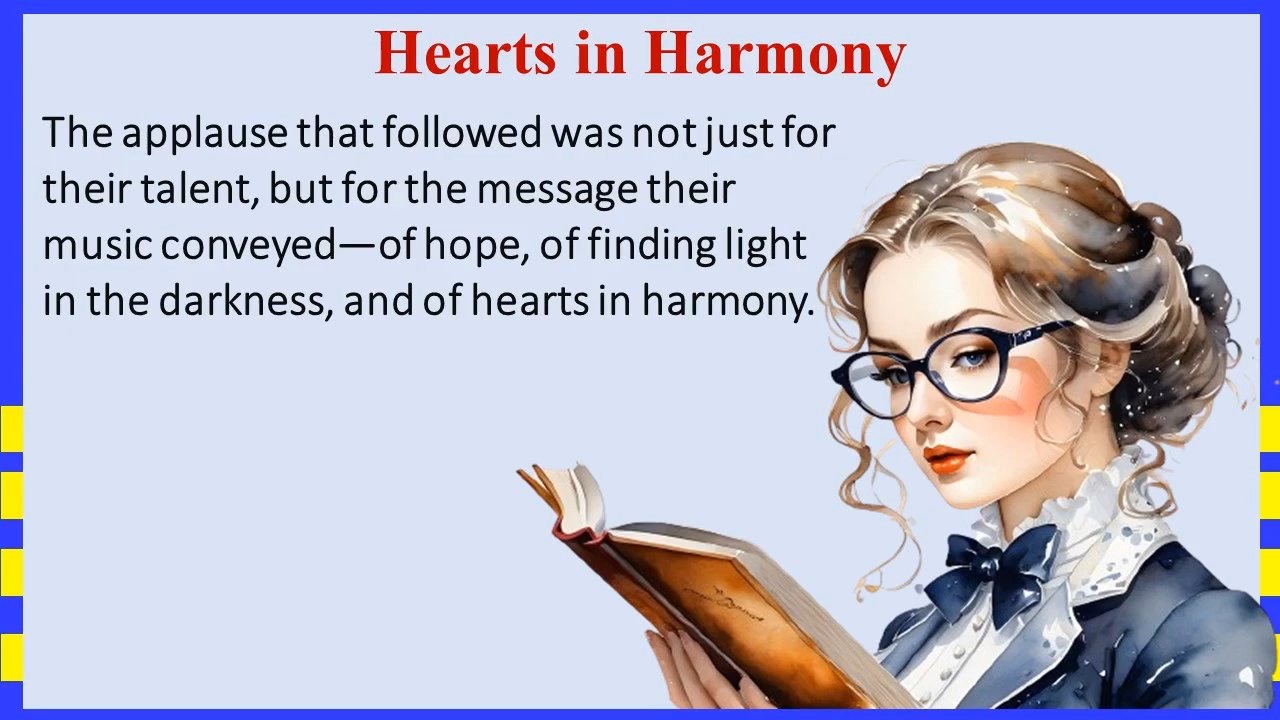 Hearts in Harmony
The applause that followed was not just for
their talent, but for the message their
music conveyed—of hope, of finding light
in the darkness, and of hearts in harmony.